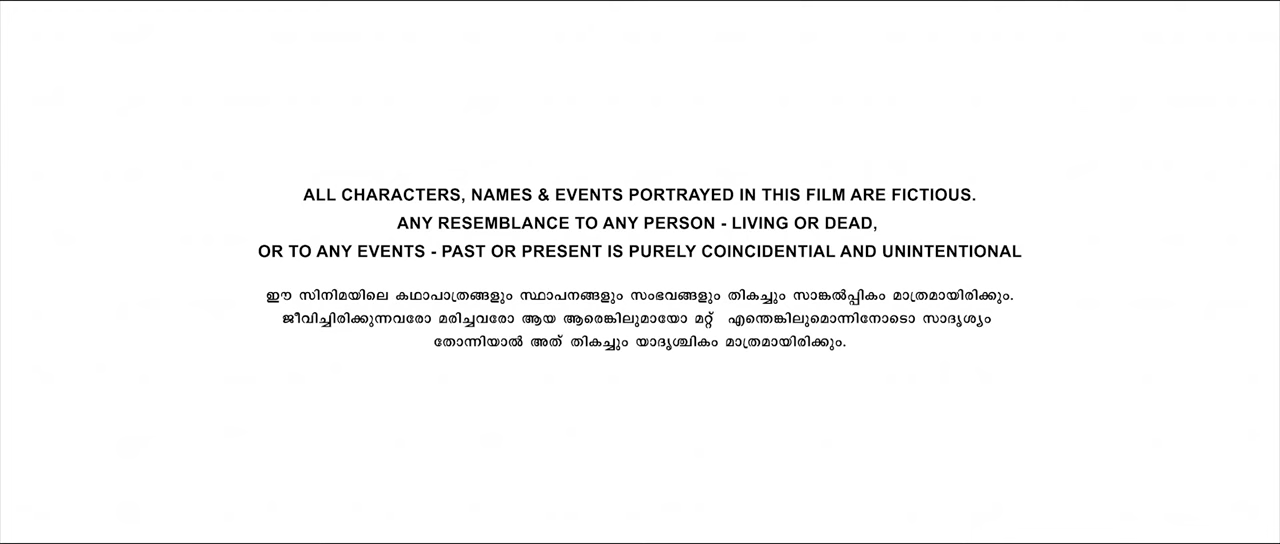 ALL CHARACTERS, NAMES & EVENTS PORTRAYED IN THIS FILM ARE FICTIOUS.
ANY RESEMBLANCE TO ANY PERSON - LIVING OR DEAD,
OR TO ANY EVENTS - PAST OR PRESENT IS PURELY COINCIDENTIAL AND UNINTENTIONAL
ഈ സിനിമയിലെ കഥാപാത്രങ്ങളും സ്ഥാപനങ്ങളും സംഭവങ്ങളും തികച്ചും സാങ്കൽപ്പികം മാത്രമായിരിക്കും.
ജീവിച്ചിരിക്കുന്നവരോ മരിച്ചവരോ ആയ ആരെങ്കിലുമായോ മറ്റ് എന്തെങ്കിലുമൊന്നിനോടൊ സാദൃശ്യം
തോന്നിയാൽ അത് തികച്ചും യാദൃശ്ചികം മാത്രമായിരിക്കും.